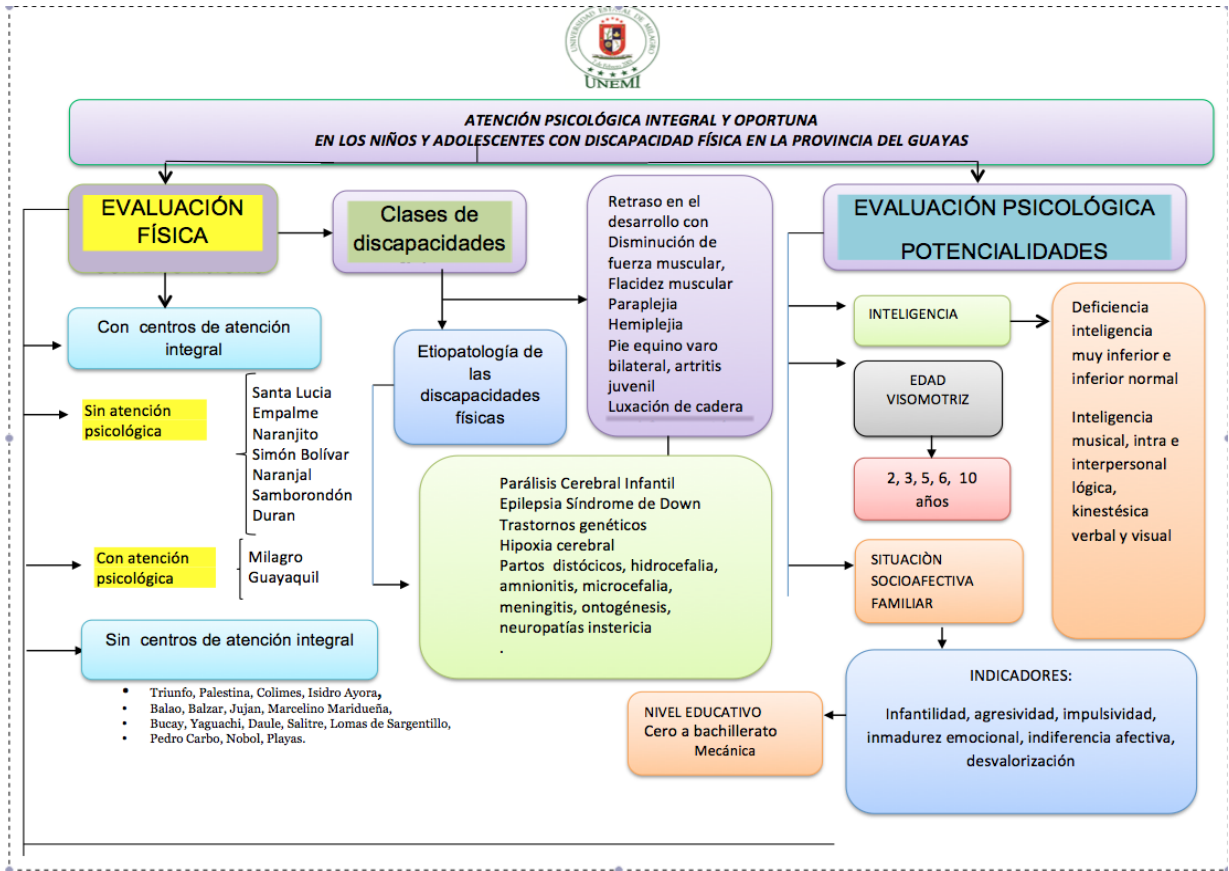 UNIVERSIDAD ESTATAL DE MILAGRO
UNEMI
ATENCIÓN PSICOLÓGICA INTEGRAL Y OPORTUNA
EN LOS NIÑOS Y ADOLESCENTES CON DISCAPACIDAD FÍSICA EN LA PROVINCIA DEL GUAYAS
EVALUACIÓN
FÍSICA
Con centros de atención
integral
Sin atención
psicológica
Santa Lucia
Empalme
Naranjito
Simón Bolívar
Naranjal
Samborondón
Duran
Con atención
psicológica
Milagro
Guayaquil
Sin centros de atención integral
• Triunfo, Palestina, Colimes, Isidro Ayora,
• Balao, Balzar, Jujan, Marcelino Maridueña,
• Bucay, Yaguachi, Daule, Salitre, Lomas de Sargentillo,
• Pedro Carbo, Nobol, Playas.
Clases de
discapacidades
Etiopatología de
las
discapacidades
físicas
Retraso en el
desarrollo con
Disminución de
fuerza muscular,
Flacidez muscular
Paraplejia
Hemiplejia
Pie equino varo
bilateral, artritis
juvenil
Luxación de cadera
Parálisis Cerebral Infantil
Epilepsia Síndrome de Down
Trastornos genéticos
Hipoxia cerebral
Partos distócicos, hidrocefalia,
amnionitis, microcefalia,
meningitis, ontogénesis,
neuropatías instericia
.
EVALUACIÓN PSICOLÓGICA
POTENCIALIDADES
INTELIGENCIA
Deficiencia
inteligencia
muy inferior e
inferior normal
Inteligencia
musical, intra e
interpersonal
lógica,
kinestésica
verbal y visual
EDAD
VISOMOTRIZ
2, 3, 5, 6, 10
años
SITUACIÒN
SOCIOAFECTIVA
FAMILIAR
INDICADORES:
Infantilidad, agresividad, impulsividad,
inmadurez emocional, indiferencia afectiva,
desvalorización
NIVEL EDUCATIVO
Cero a bachillerato
Mecánica